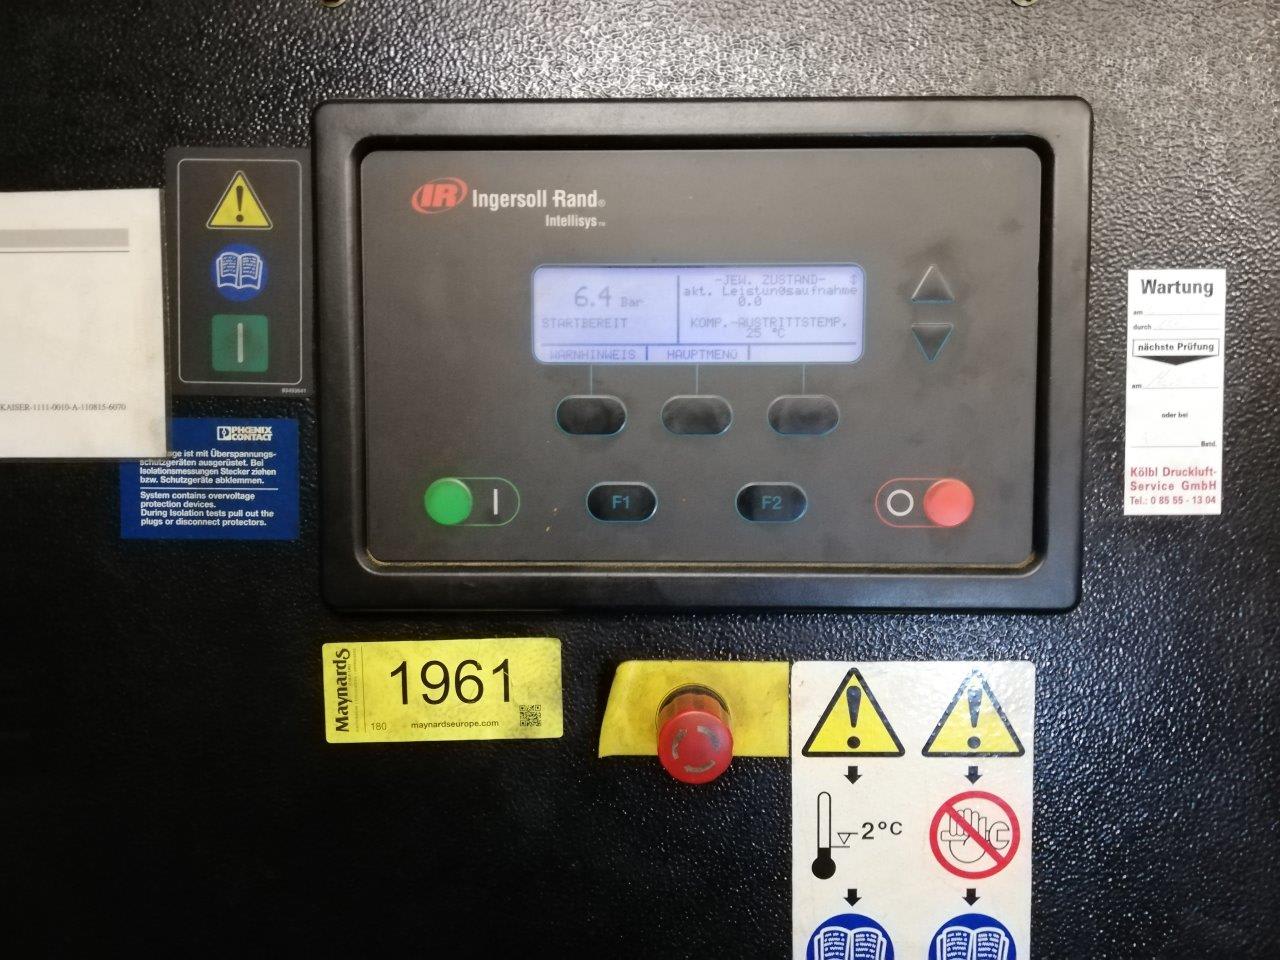 IR Ingersoll Rand®
Intellisys™
6.4 Bar
STARTBEREIT
-JEW. ZUSTAND-
akt. Leistungsaufnahme
0.0
KOMP.-AUSTRITTSTEMP.
25 °C
WARNHINWEIS
HAUPTMENÜ
I
F1
F2
O
KAISER-1111-0010-A-110815-6070
PHŒNIX
CONTACT
ist mit Überspannungs-
schutzgeräten ausgerüstet. Bei
Isolationsmessungen Stecker ziehen
bzw. Schutzgeräte abklemmen.
System contains overvoltage
protection devices.
During Isolation tests pull out the
plugs or disconnect protectors.
Wartung
am
durch
nächste Prüfung
am
oder bei
Bstd.
Kölbl Druckluft-
Service GmbH
Tel.: 0 85 55 - 13 04
Maynards
1961
180
maynardseurope.com
2°C